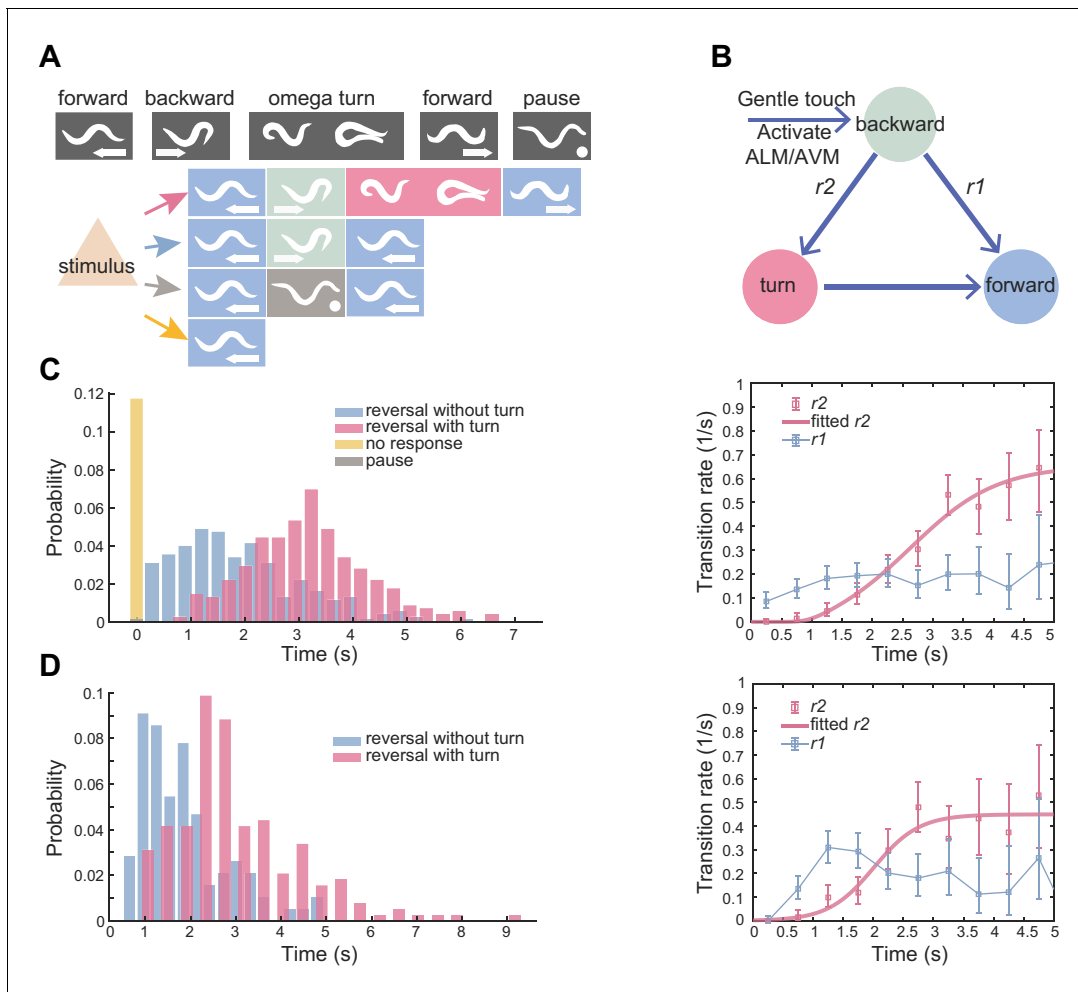 A
forward backward omega turn forward pause
stimulus
B
Gentle touch
Activate
ALM/AVM
backward
r2
r1
turn
forward
C
0.12
0.1
0.08
0.06
0.04
0.02
0
Probability
reversal without turn
reversal with turn
no response
pause
0 1 2 3 4 5 6 7
Time (s)
1
0.9
0.8
0.7
0.6
0.5
0.4
0.3
0.2
0.1
0
Transition rate (1/s)
r2
fitted r2
r1
0 0.5 1 1.5 2 2.5 3 3.5 4 4.5 5
Time (s)
D
0.1
0.08
0.06
0.04
0.02
0
Probability
reversal without turn
reversal with turn
1 2 3 4 5 6 7 8 9
Time (s)
1
0.9
0.8
0.7
0.6
0.5
0.4
0.3
0.2
0.1
0
Transition rate (1/s)
r2
fitted r2
r1
0 0.5 1 1.5 2 2.5 3 3.5 4 4.5 5
Time (s)